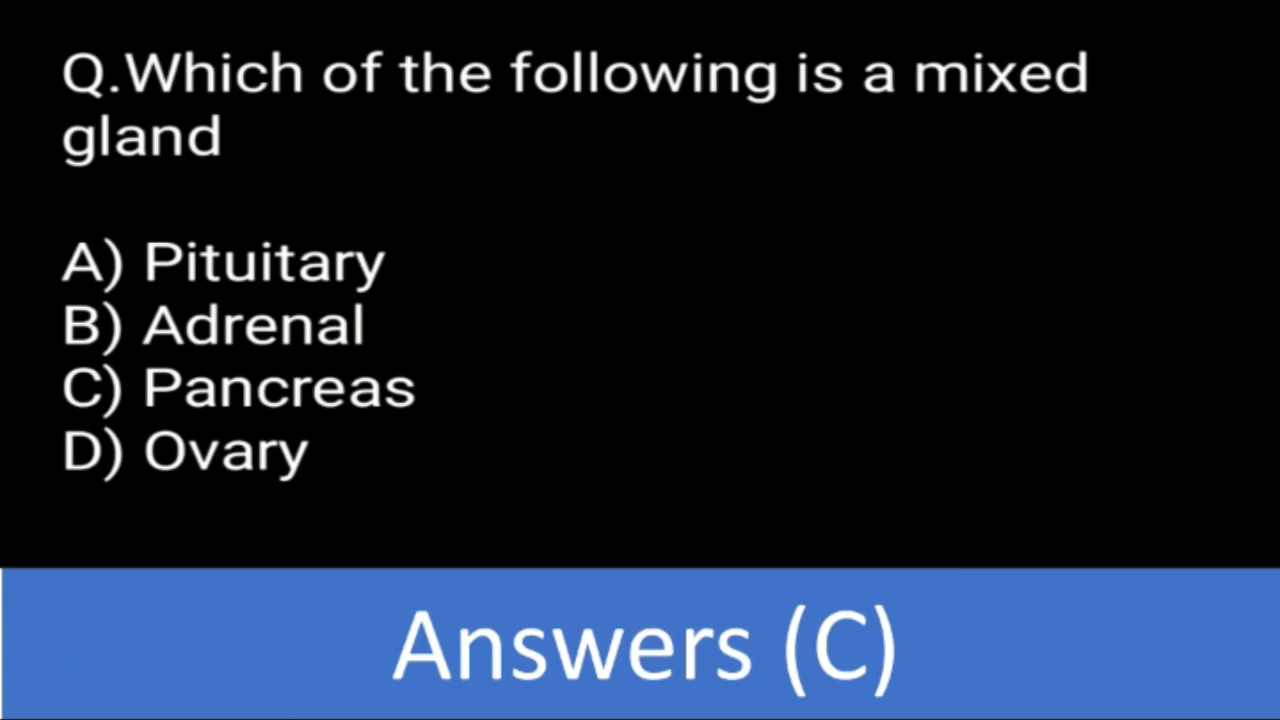 Q.Which of the following is a mixed
gland
A) Pituitary
B) Adrenal
C) Pancreas
D) Ovary
Answers (C)